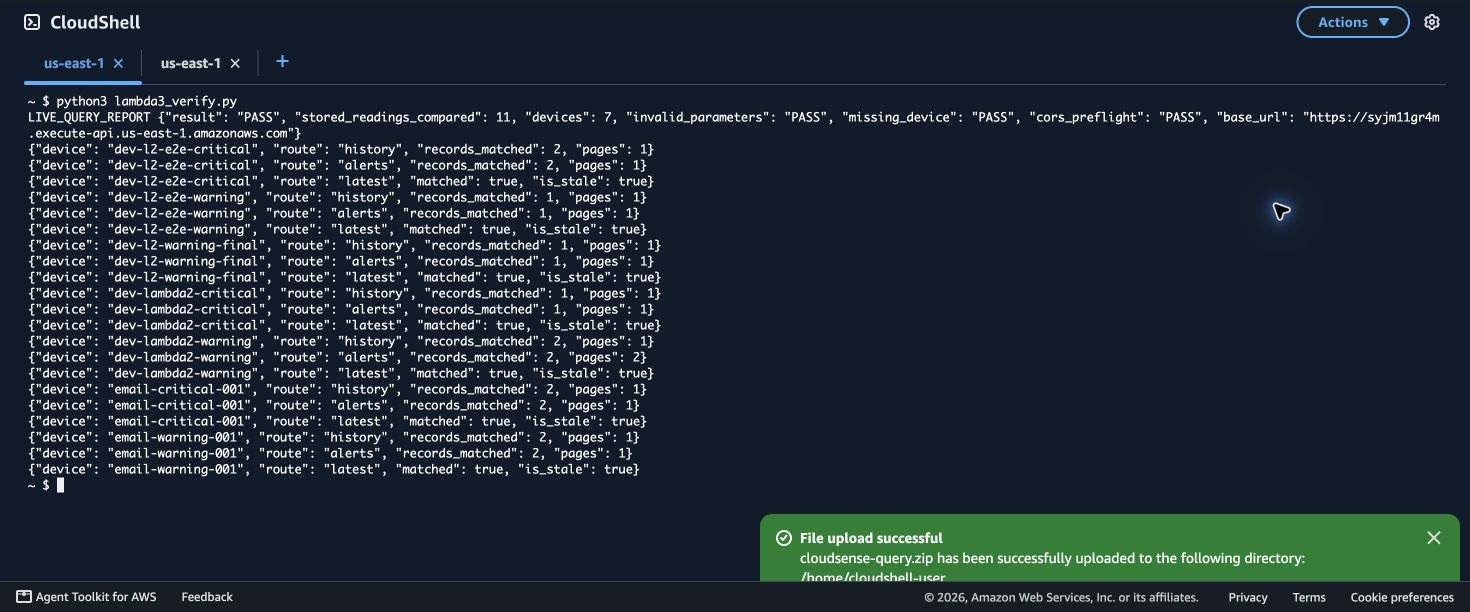 CloudShell
Actions
us-east-1
us-east-1
~ $ python3 lambda3_verify.py
LIVE_QUERY_REPORT {"result": "PASS", "stored_readings_compared": 11, "devices": 7, "invalid_parameters": "PASS", "missing_device": "PASS", "cors_preflight": "PASS", "base_url": "https://syjm11gr4m
.execute-api.us-east-1.amazonaws.com"}
{"device": "dev-l2-e2e-critical", "route": "history", "records_matched": 2, "pages": 1}
{"device": "dev-l2-e2e-critical", "route": "alerts", "records_matched": 2, "pages": 1}
{"device": "dev-l2-e2e-critical", "route": "latest", "matched": true, "is_stale": true}
{"device": "dev-l2-e2e-warning", "route": "history", "records_matched": 1, "pages": 1}
{"device": "dev-l2-e2e-warning", "route": "alerts", "records_matched": 1, "pages": 1}
{"device": "dev-l2-e2e-warning", "route": "latest", "matched": true, "is_stale": true}
{"device": "dev-l2-warning-final", "route": "history", "records_matched": 1, "pages": 1}
{"device": "dev-l2-warning-final", "route": "alerts", "records_matched": 1, "pages": 1}
{"device": "dev-l2-warning-final", "route": "latest", "matched": true, "is_stale": true}
{"device": "dev-lambda2-critical", "route": "history", "records_matched": 1, "pages": 1}
{"device": "dev-lambda2-critical", "route": "alerts", "records_matched": 1, "pages": 1}
{"device": "dev-lambda2-critical", "route": "latest", "matched": true, "is_stale": true}
{"device": "dev-lambda2-warning", "route": "history", "records_matched": 2, "pages": 1}
{"device": "dev-lambda2-warning", "route": "alerts", "records_matched": 2, "pages": 2}
{"device": "dev-lambda2-warning", "route": "latest", "matched": true, "is_stale": true}
{"device": "email-critical-001", "route": "history", "records_matched": 2, "pages": 1}
{"device": "email-critical-001", "route": "alerts", "records_matched": 2, "pages": 1}
{"device": "email-critical-001", "route": "latest", "matched": true, "is_stale": true}
{"device": "email-warning-001", "route": "history", "records_matched": 2, "pages": 1}
{"device": "email-warning-001", "route": "alerts", "records_matched": 2, "pages": 1}
{"device": "email-warning-001", "route": "latest", "matched": true, "is_stale": true}
~ $
File upload successful
cloudsense-query.zip has been successfully uploaded to the following directory:
/home/cloudshell-user
Agent Toolkit for AWS
Feedback
© 2026, Amazon Web Services, Inc. or its affiliates.
Privacy
Terms
Cookie preferences